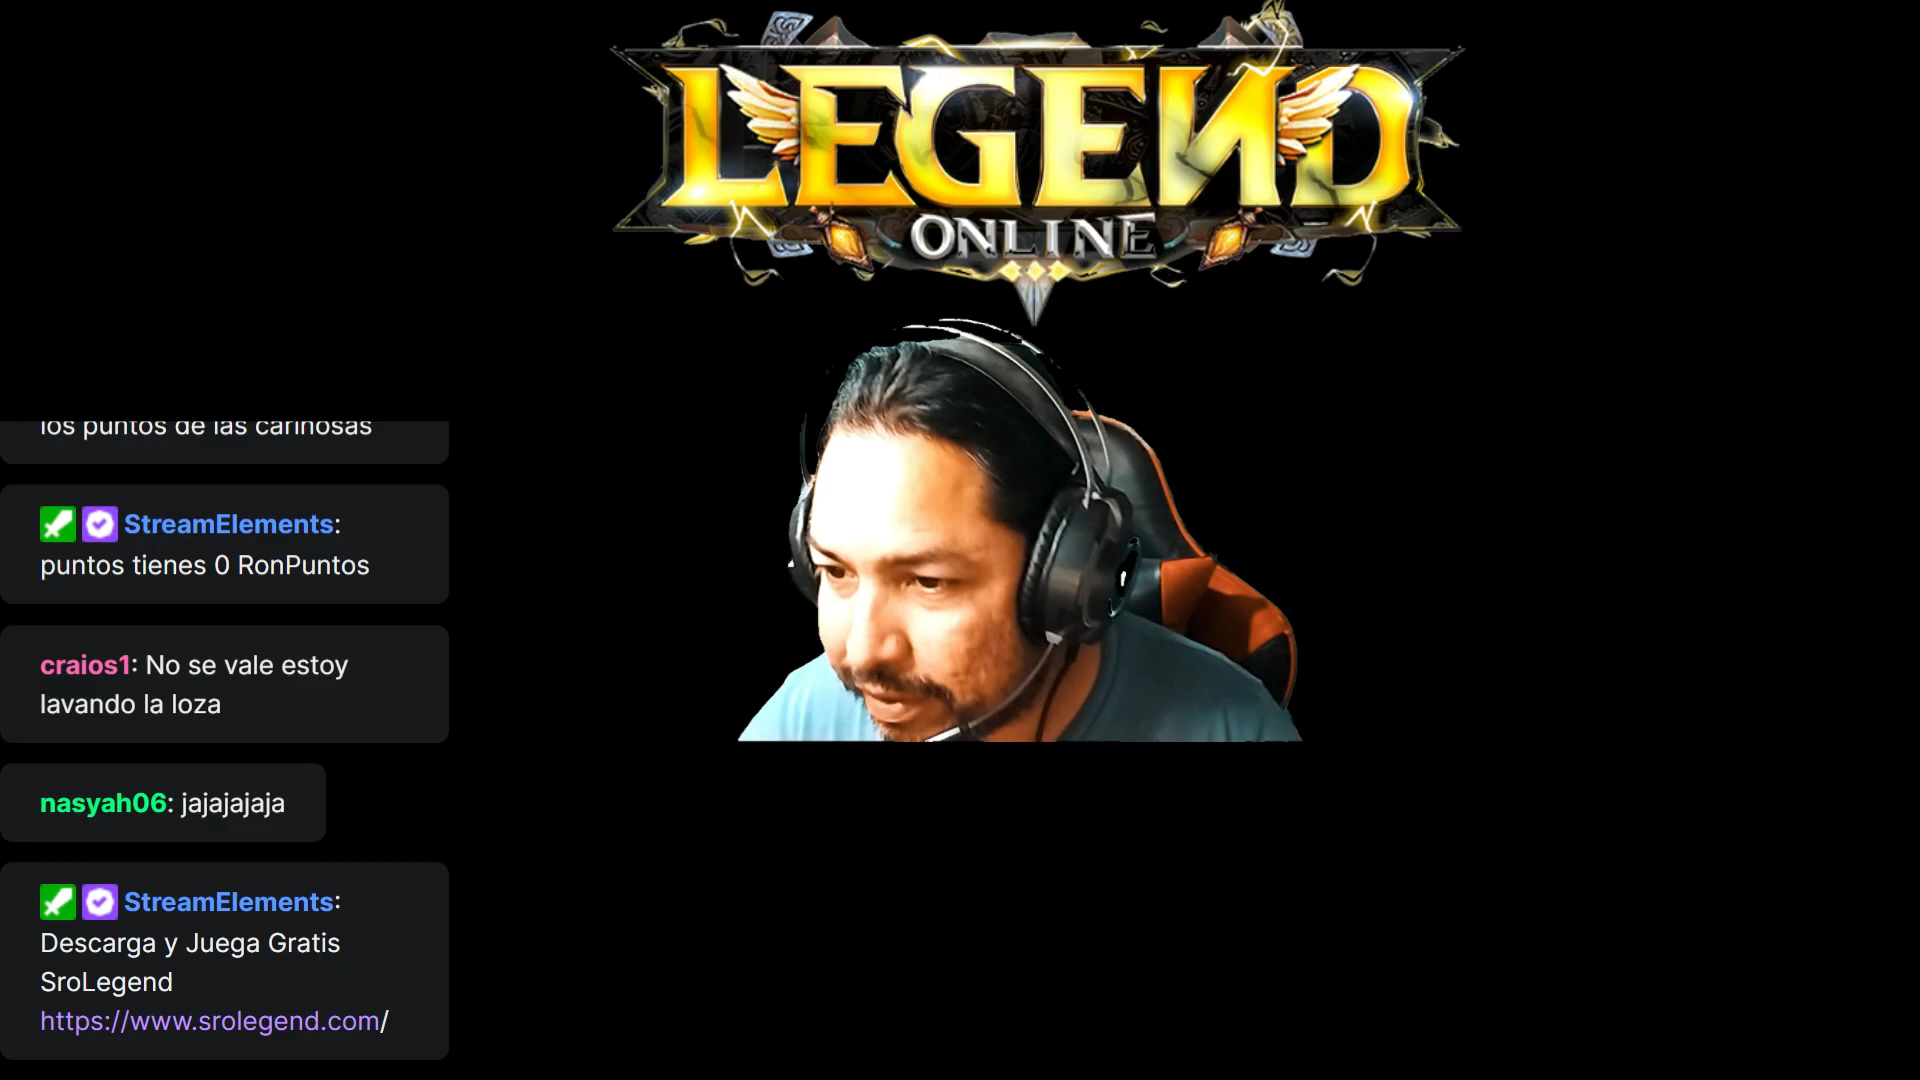 LEGEND
ONLINE
los puntos de las cariñosas
StreamElements:
puntos tienes 0 RonPuntos
craios1: No se vale estoy
lavando la loza
nasyah06: jajajajaja
StreamElements:
Descarga y Juega Gratis
SroLegend
https://www.srolegend.com/